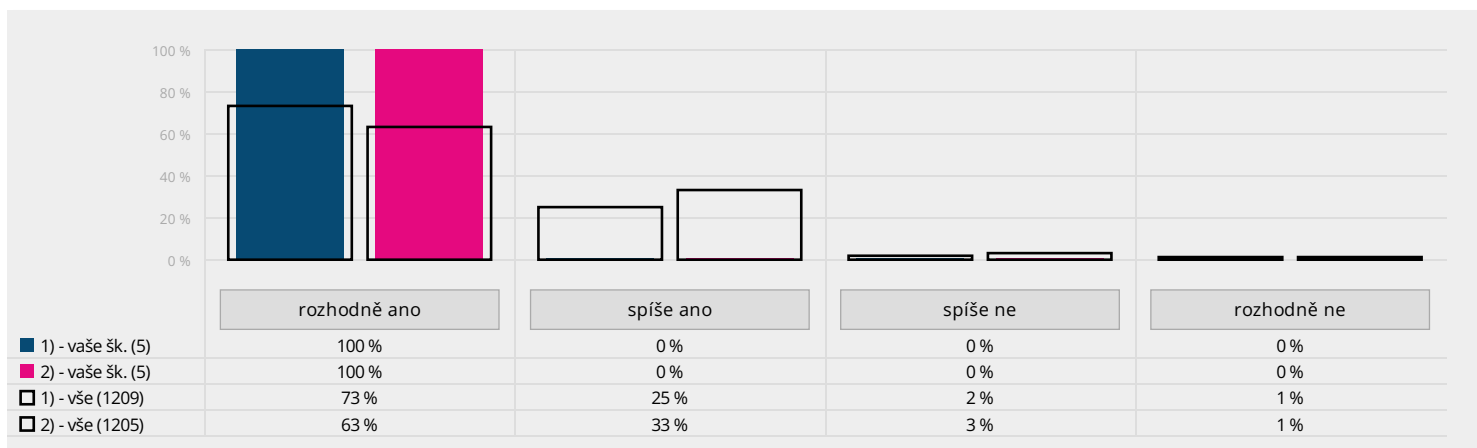 100 %
80 %
60 %
40 %
20 %
0 %
rozhodně ano spíše ano spíše ne rozhodně ne
1) - vaše šk. (5) 100 % 0 % 0 % 0 %
2) - vaše šk. (5) 100 % 0 % 0 % 0 %
1) - vše (1209) 73 % 25 % 2 % 1 %
2) - vše (1205) 63 % 33 % 3 % 1 %